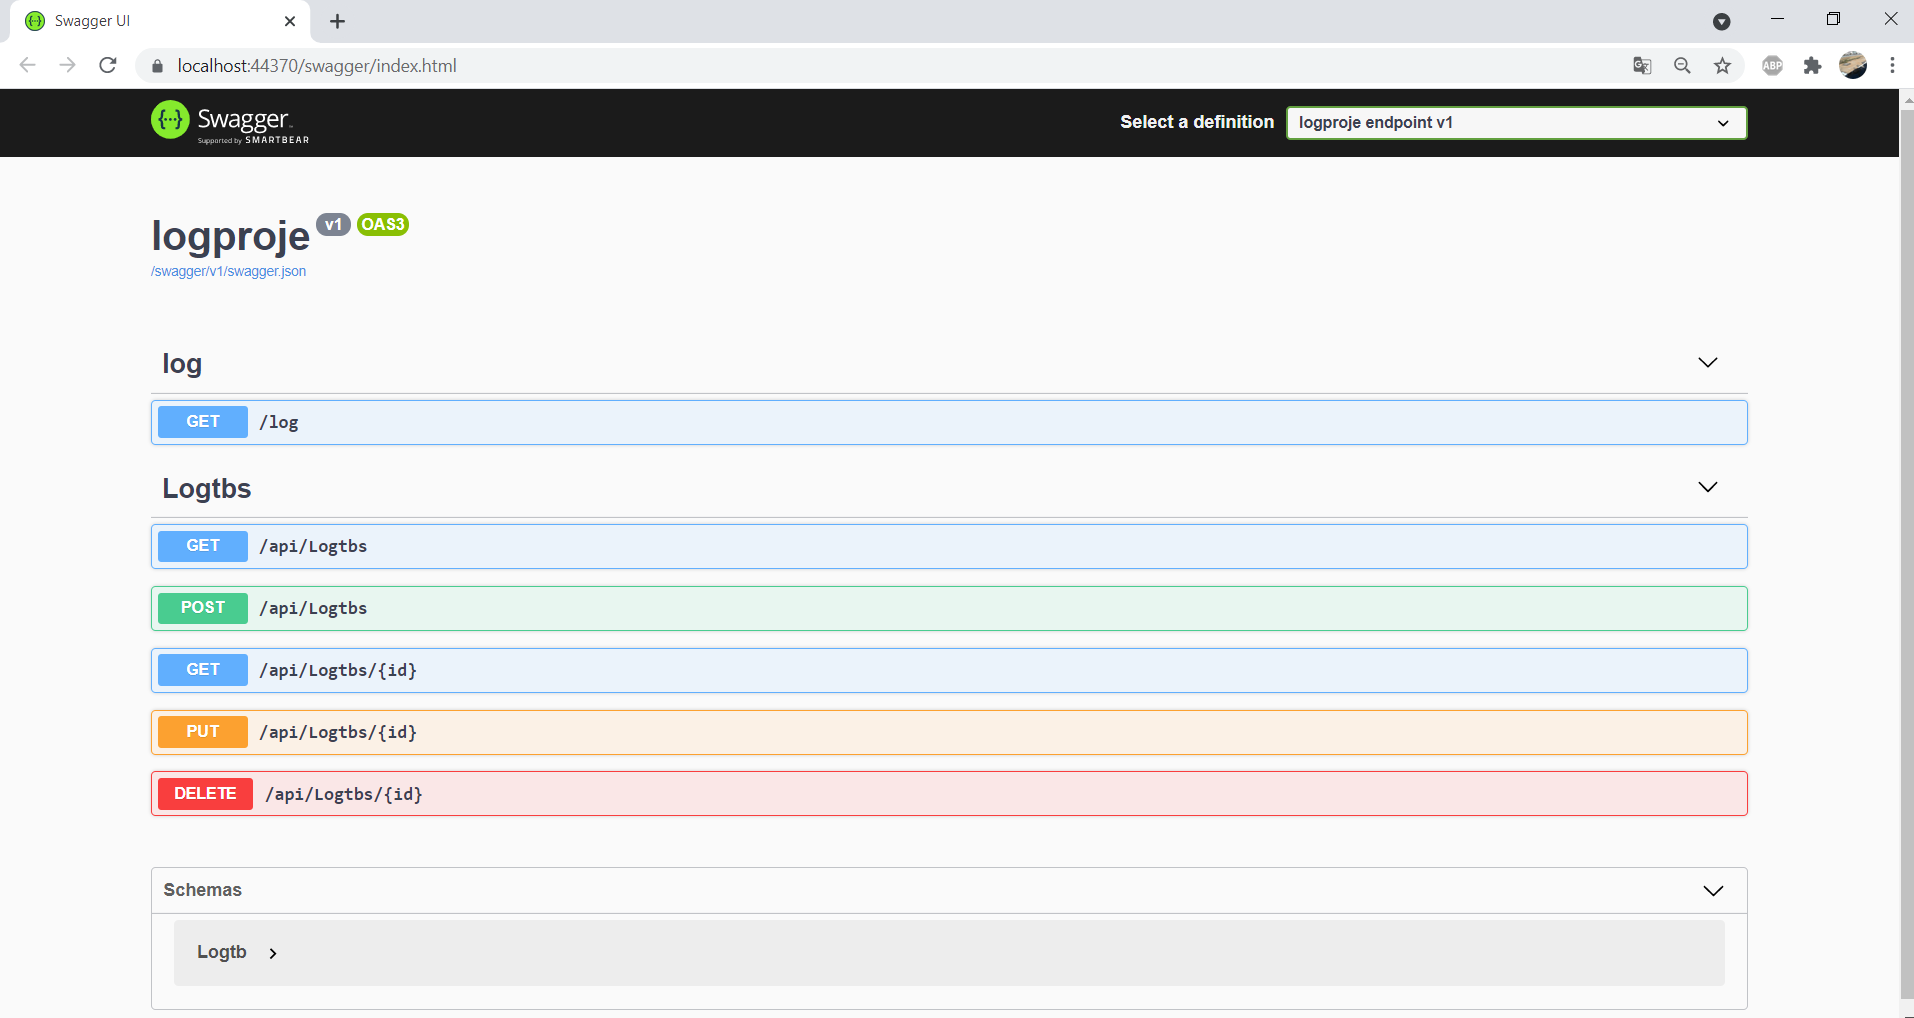 Swagger UI
localhost:44370/swagger/index.html
ABP
{···} Swagger
Supported by SMARTBEAR
Select a definition
logproje endpoint v1
logproje v1 OAS3
/swagger/v1/swagger.json
log
GET /log
Logtbs
GET /api/Logtbs
POST /api/Logtbs
GET /api/Logtbs/{id}
PUT /api/Logtbs/{id}
DELETE /api/Logtbs/{id}
Schemas
Logtb